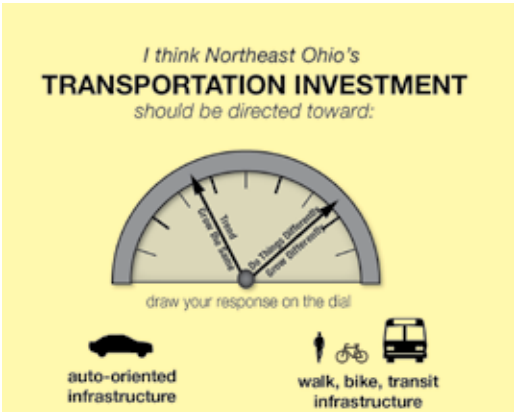 I think Northeast Ohio's
TRANSPORTATION INVESTMENT
should be directed toward:
Trend
Grow the Same
Do Things Differently
Grow Differently
draw your response on the dial
auto-oriented
infrastructure
walk, bike, transit
infrastructure